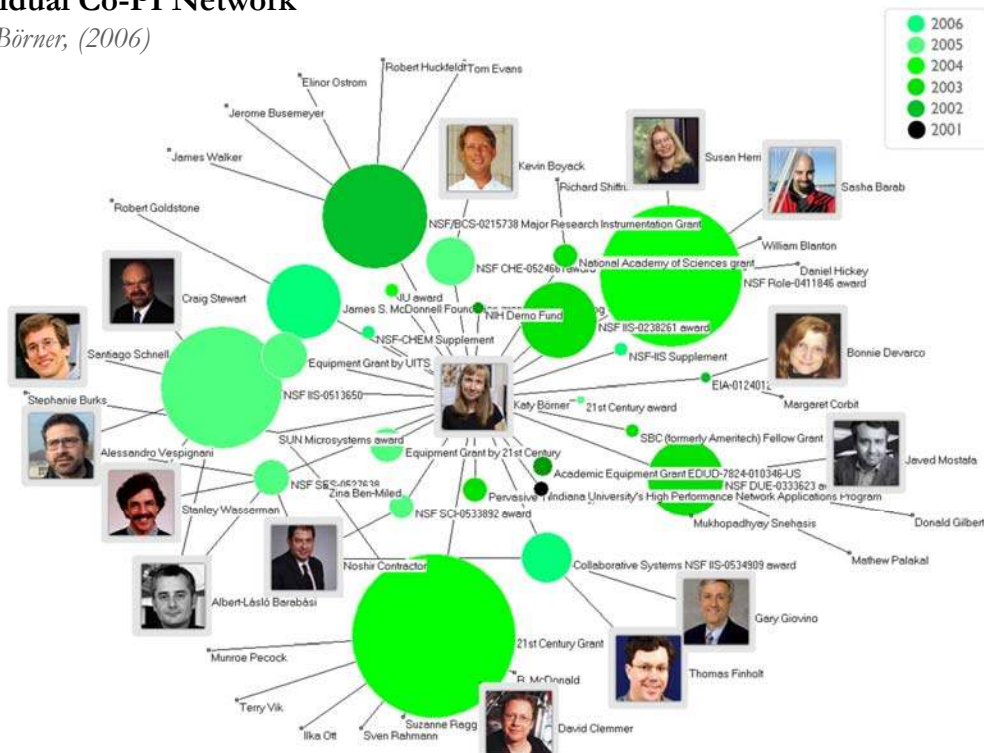 idual Co-PI Network
Börner, (2006)
2006
2005
2004
2003
2002
2001
Robert Huckfeldt
Tom Evans
Elinor Ostrom
Jerome Busemeyer
James Walker
Robert Goldstone
Kevin Boyack
Richard Shiffri
Susan Herri
Sasha Barab
William Blanton
Daniel Hickey
NSF/BCS-0215738 Major Research Instrumentation Grant
National Academy of Sciences grant
NSF CHE-0524661 award
NSF Role-0411846 award
Craig Stewart
IU award
James S. McDonnell Foun
NIH Demo Fund
NSF IIS-0238261 award
NSF-CHEM Supplement
NSF-IIS Supplement
Bonnie Devarco
Santiago Schnell
Equipment Grant by UITS
EIA-0124012
Stephanie Burks
NSF IIS-0513650
Katy Börner
21st Century award
Margaret Corbit
SUN Microsystems award
SBC (formerly Ameritech) Fellow Grant
Alessandro Vespignani
Equipment Grant by 21st Century
Javed Mostafa
Academic Equipment Grant EDUD-7824-010346-US
NSF DUE-0333623 a
Zina Ben-Miled
Pervasive
Indiana University's High Performance Network Applications Program
Stanley Wasserman
NSF SCI-0533892 award
Mukhopadhyay Snehasis
Donald Gilbert
Mathew Palakal
Noshir Contractor
Collaborative Systems NSF IIS-0534909 award
Albert-Lásló Barabási
Gary Giovino
21st Century Grant
Munroe Pecock
Thomas Finholt
B. McDonald
Terry Vik
Suzanne Ragg
David Clemmer
Ilka Ott
Sven Rahmann